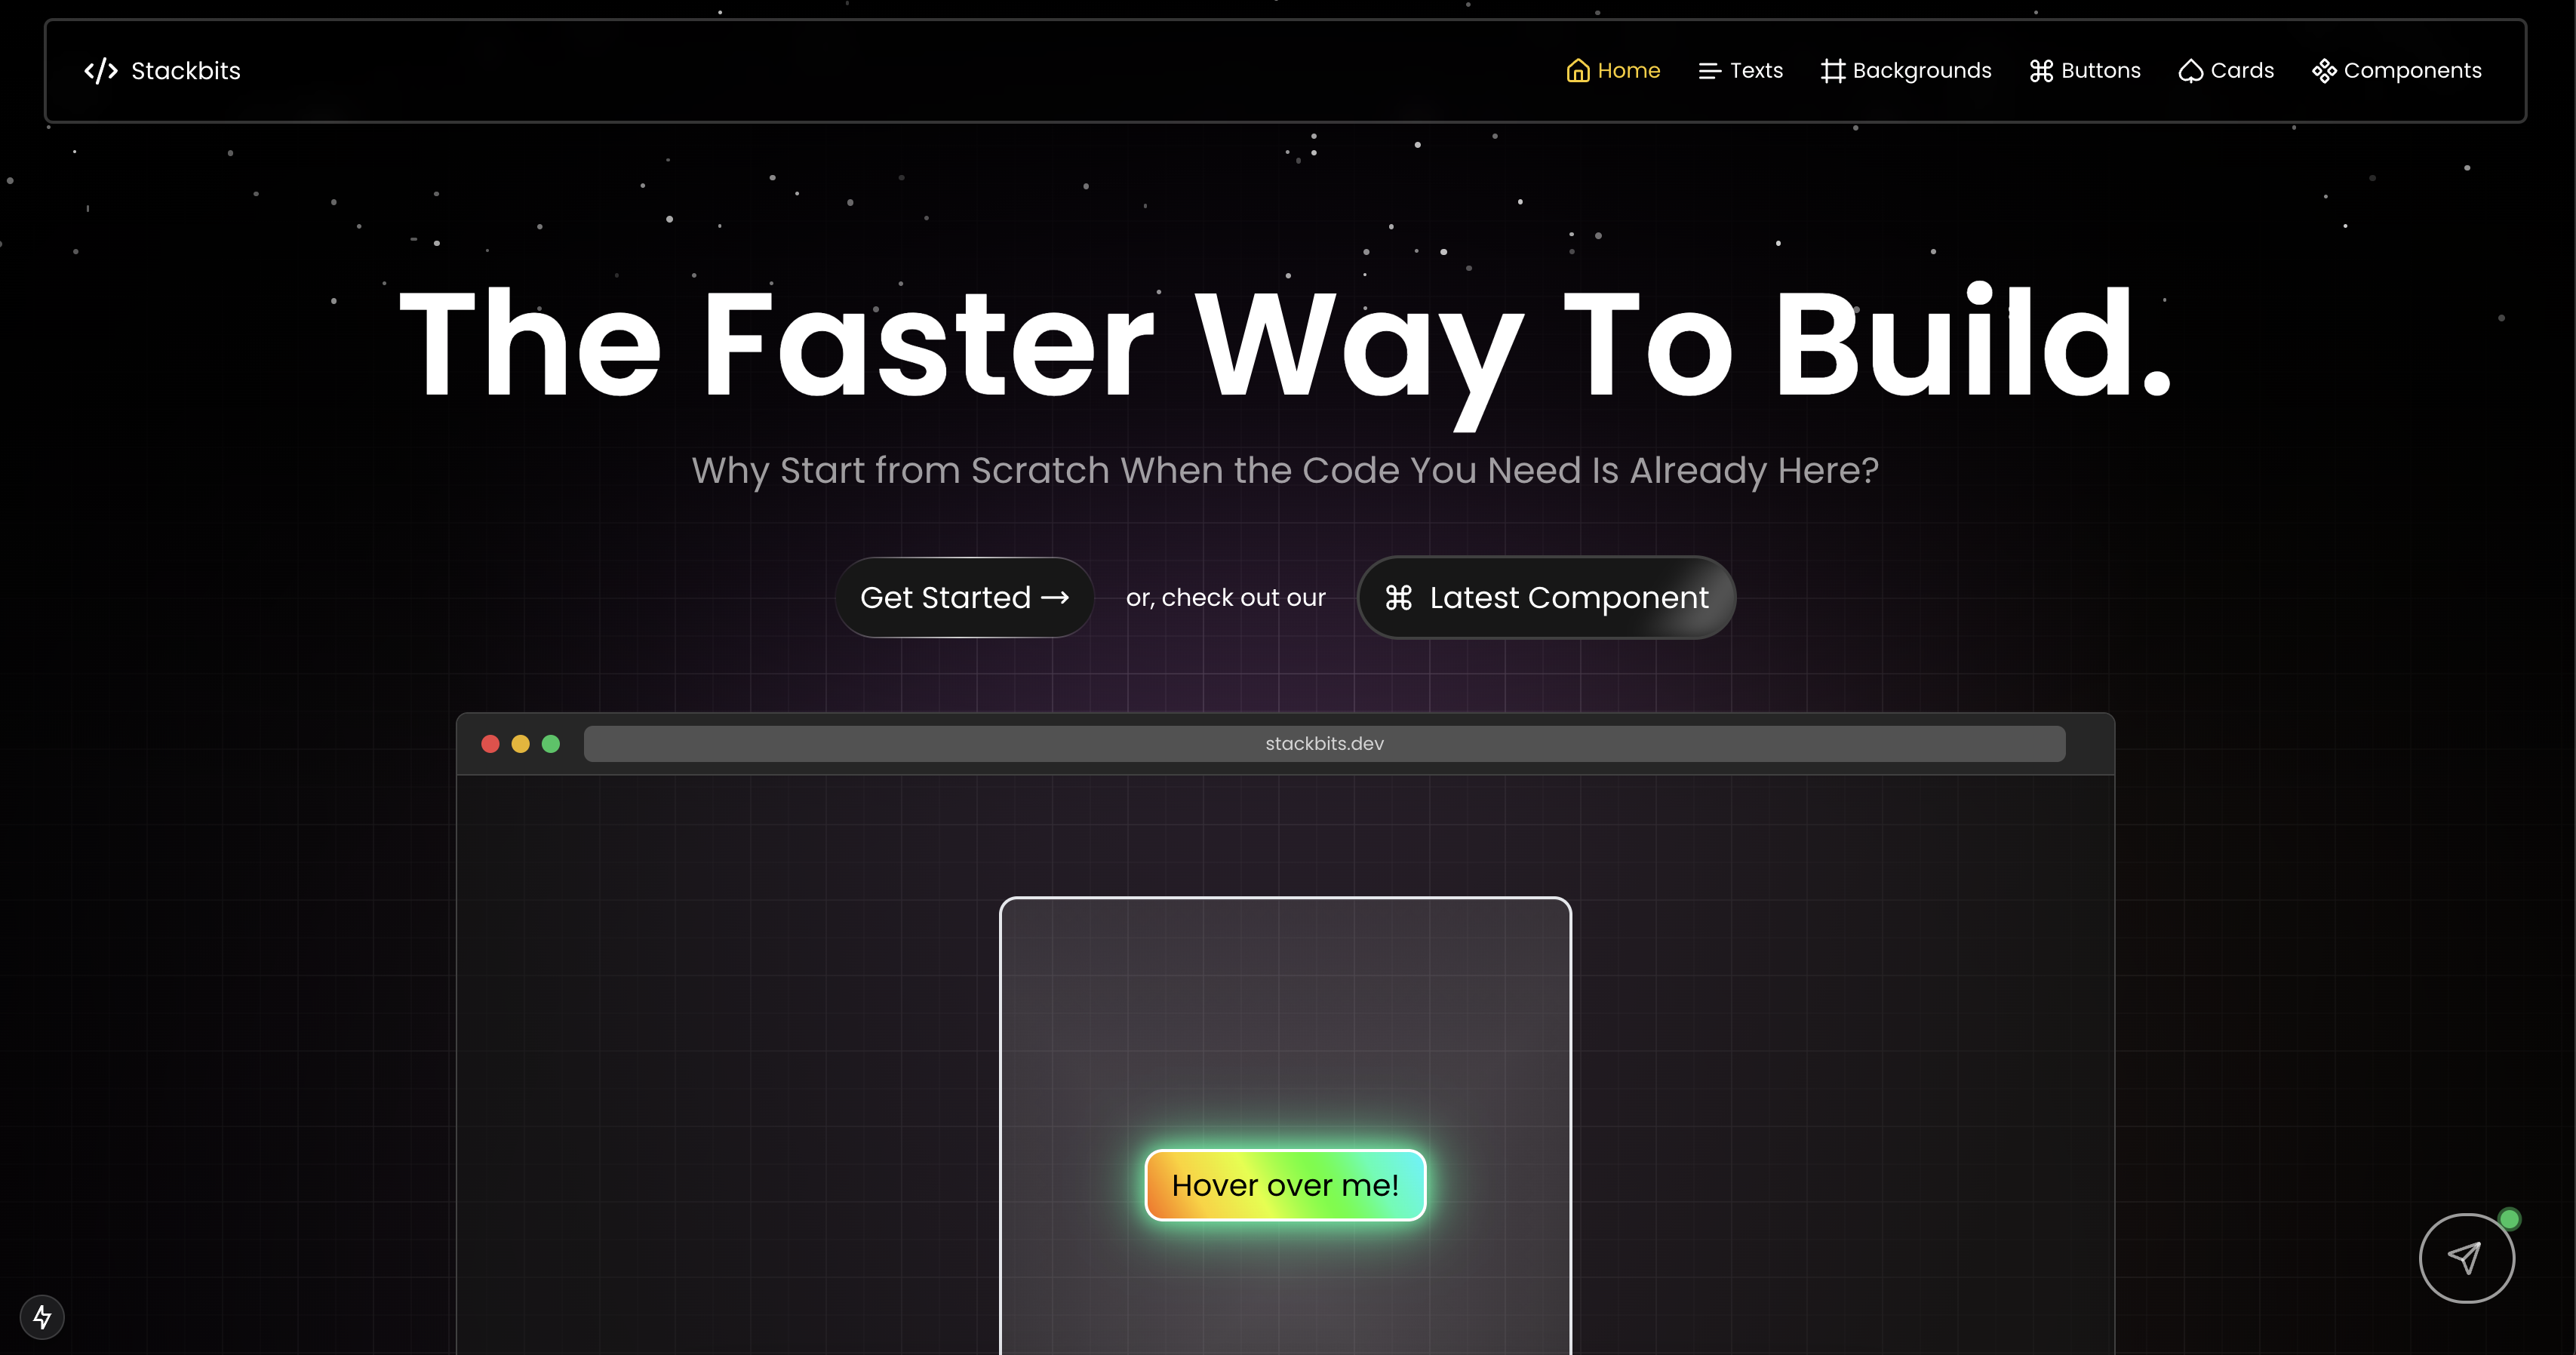 Stackbits
Home
Texts
Backgrounds
Buttons
Cards
Components
The Faster Way To Build.
Why Start from Scratch When the Code You Need Is Already Here?
Get Started →
or, check out our
⌘ Latest Component
stackbits.dev
Hover over me!